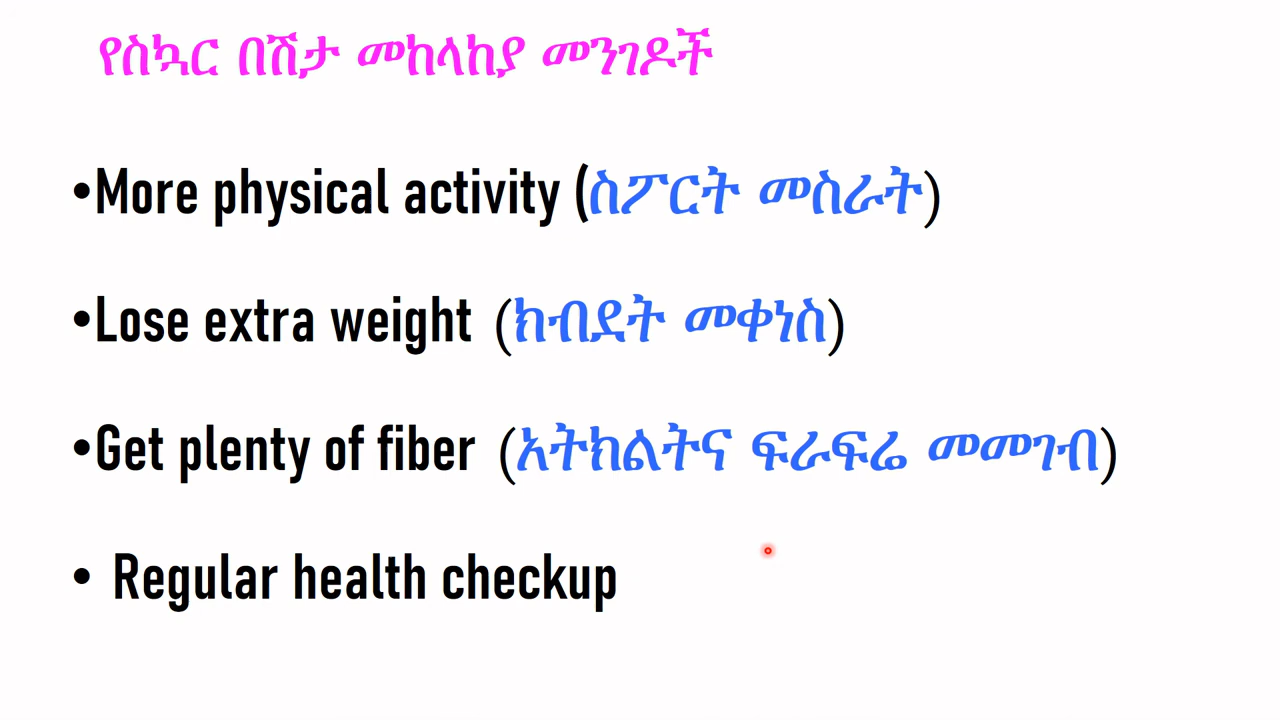 የስኳር በሽታ መከላከያ መንገዶች
•More physical activity (ስፖርት መስራት)
•Lose extra weight (ክብደት መቀነስ)
•Get plenty of fiber (አትክልትና ፍራፍሬ መመገብ)
• Regular health checkup